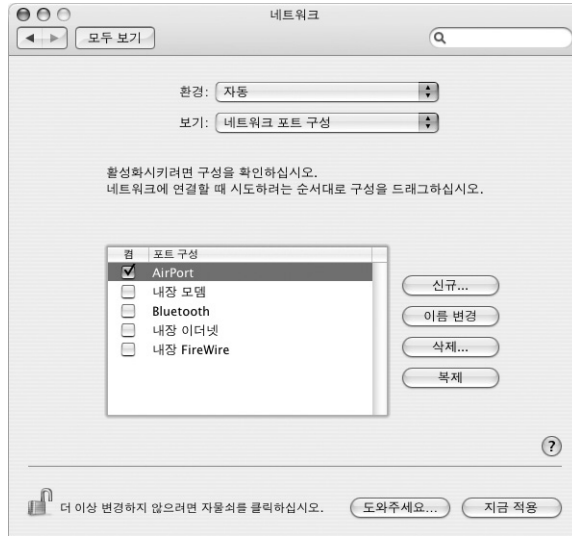 네트워크
모두 보기
환경: 자동
보기: 네트워크 포트 구성
활성화시키려면 구성을 확인하십시오.
네트워크에 연결할 때 시도하려는 순서대로 구성을 드래그하십시오.
켬 포트 구성
AirPort
내장 모뎀
Bluetooth
내장 이더넷
내장 FireWire
신규...
이름 변경
삭제...
복제
?
더 이상 변경하지 않으려면 자물쇠를 클릭하십시오.
도와주세요...
지금 적용